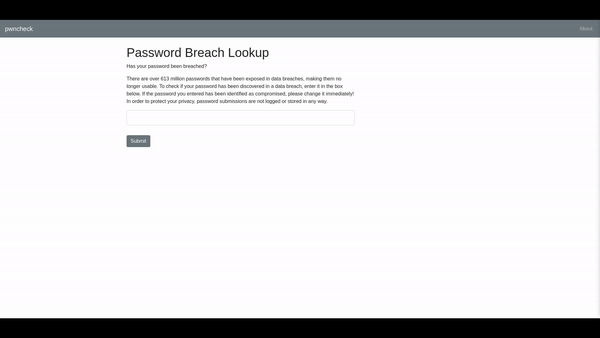 pwncheck
About
Password Breach Lookup
Has your password been breached?
There are over 613 million passwords that have been exposed in data breaches, making them no
longer usable. To check if your password has been discovered in a data breach, enter it in the box
below. If the password you entered has been identified as compromised, please change it immediately!
In order to protect your privacy, password submissions are not logged or stored in any way.
Submit